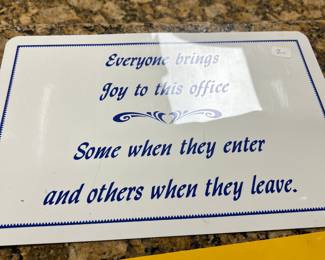 Everyone brings
Joy to this office
Some when they enter
and others when they leave.